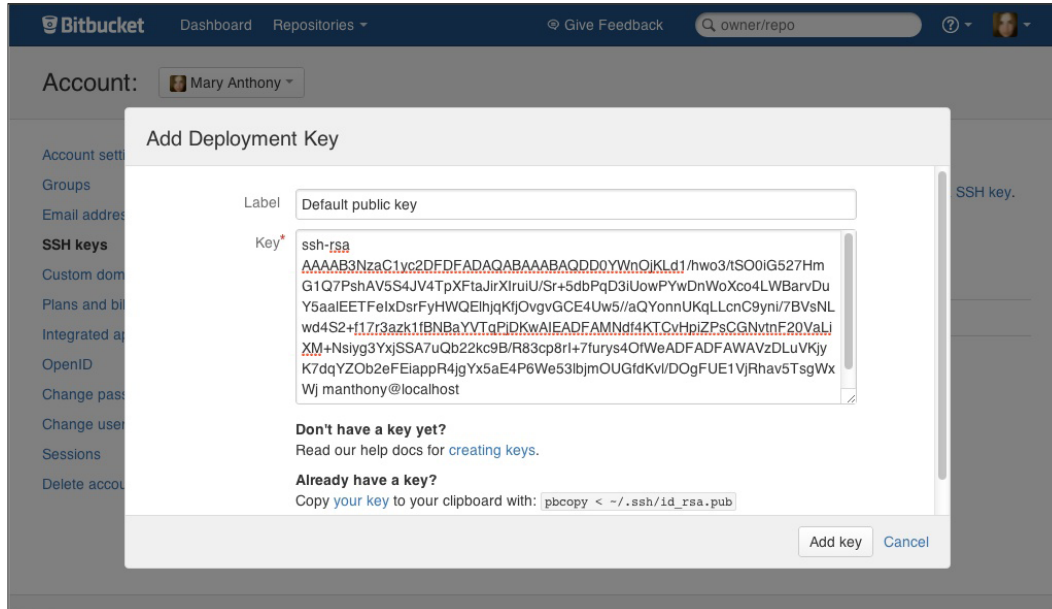 Bitbucket Dashboard Repositories Give Feedback owner/repo
Account: Mary Anthony
Add Deployment Key
Account setti
Groups
Email addres
SSH keys
Custom dom
Plans and bil
Integrated ap
OpenID
Change pass
Change user
Sessions
Delete accou
SSH key.
Label Default public key
Key* ssh-rsa
AAAAB3NzaC1yc2DFDFADAQABAAABAQDD0YWnOjKLd1/hwo3/tSO0iG527Hm
G1Q7PshAV5S4JV4TpXFtaJirXIruiU/Sr+5dbPqD3iUowPYwDnWoXco4LWBarvDu
Y5aalEETFeIxDsrFyHWQElhjqKfjOvgvGCE4Uw5//aQYonnUKqLLcnC9yni/7BVsNL
wd4S2+f17r3azk1fBNBaYVTqPjDKwAIEADFAMNdf4KTCvHpiZPsCGNvtnF20VaLi
XM+Nsiyg3YxjSSA7uQb22kc9B/R83cp8rI+7furys4OfWeADFADFAWAVzDLuVKjy
K7dqYZOb2eFEiappR4jgYx5aE4P6We53lbjmOUGfdKvl/DOgFUE1VjRhav5TsgWx
Wj manthony@localhost
Don't have a key yet?
Read our help docs for creating keys.
Already have a key?
Copy your key to your clipboard with: pbcopy < ~/.ssh/id_rsa.pub
Add key Cancel